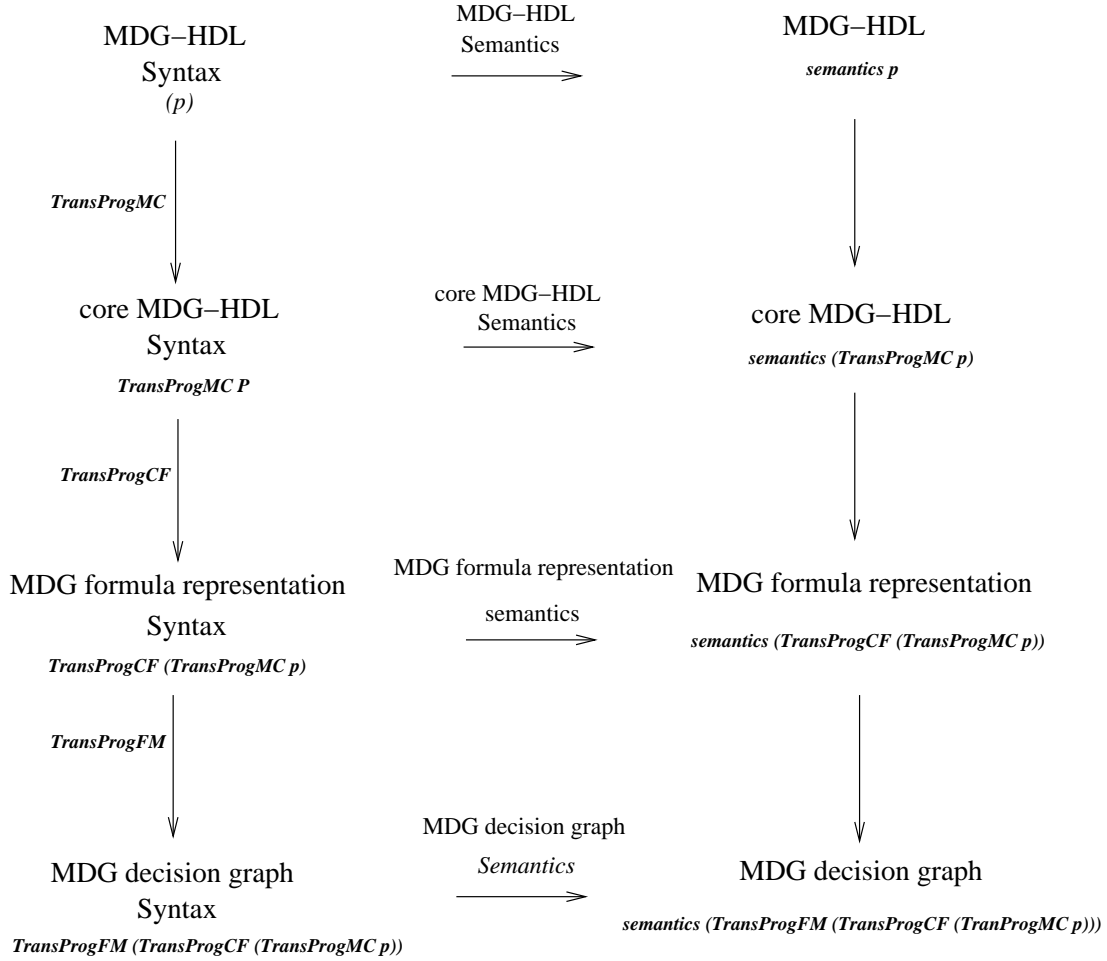 MDG–HDL
Syntax
(p)
MDG–HDL
Semantics
MDG–HDL
semantics p
TransProgMC
core MDG–HDL
Syntax
TransProgMC P
core MDG–HDL
Semantics
core MDG–HDL
semantics (TransProgMC p)
TransProgCF
MDG formula representation
Syntax
TransProgCF (TransProgMC p)
MDG formula representation
semantics
MDG formula representation
semantics (TransProgCF (TransProgMC p))
TransProgFM
MDG decision graph
Syntax
TransProgFM (TransProgCF (TransProgMC p))
MDG decision graph
Semantics
MDG decision graph
semantics (TransProgFM (TransProgCF (TranProgMC p)))